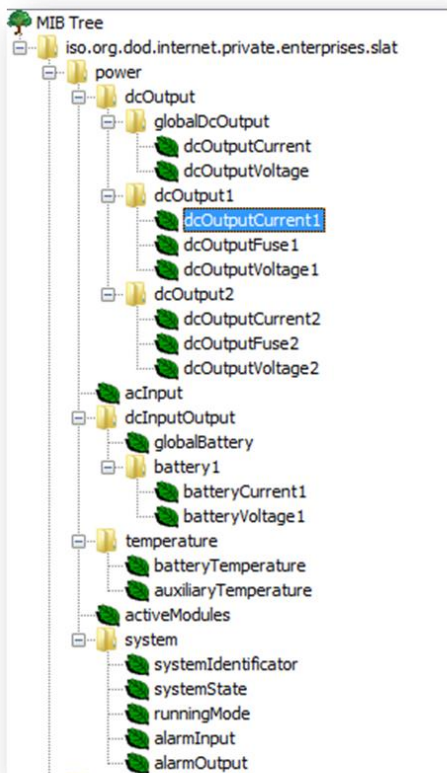 MIB Tree
iso.org.dod.internet.private.enterprises.slat
power
dcOutput
globalDcOutput
dcOutputCurrent
dcOutputVoltage
dcOutput1
dcOutputCurrent1
dcOutputFuse1
dcOutputVoltage1
dcOutput2
dcOutputCurrent2
dcOutputFuse2
dcOutputVoltage2
acInput
dcInputOutput
globalBattery
battery1
batteryCurrent1
batteryVoltage1
temperature
batteryTemperature
auxiliaryTemperature
activeModules
system
systemIdentificator
systemState
runningMode
alarmInput
alarmOutput